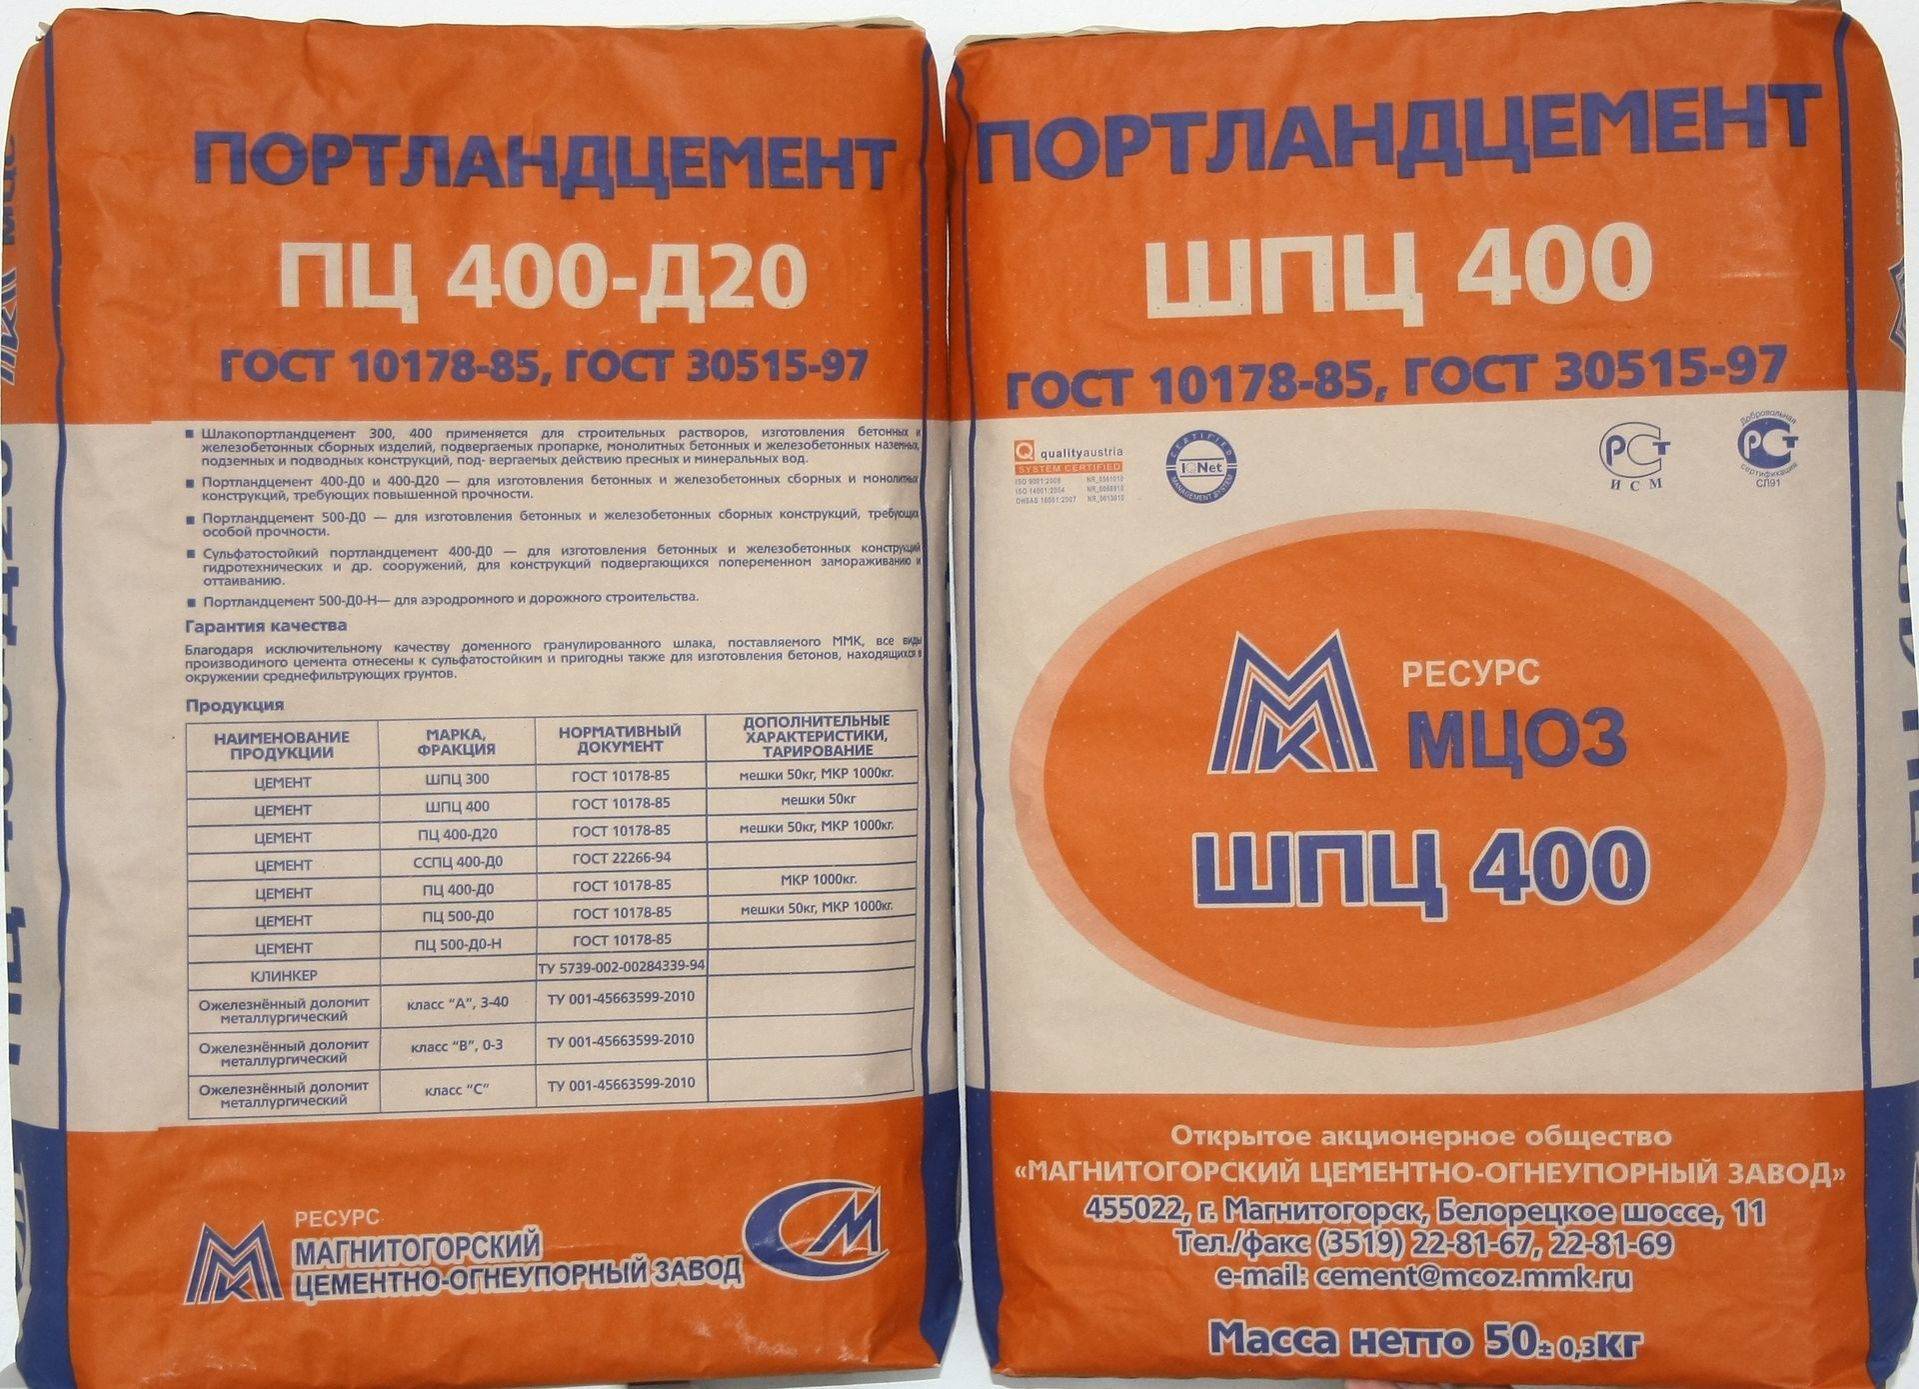 ПОРТЛАНДЦЕМЕНТ
ПЦ 400-Д20
ГОСТ 10178-85, ГОСТ 30515-97
Шлакопортландцемент 300, 400 применяется для строительных растворов, изготовления бетонных и
железобетонных сборных изделий, подвергаемых пропарке, монолитных бетонных и железобетонных наземных,
подземных и подводных конструкций, под- вергаемых действию пресных и минеральных вод.
Портландцемент 400-Д0 и 400-Д20 — для изготовления бетонных и железобетонных сборных и монолитных
конструкций, требующих повышенной прочности.
Портландцемент 500-Д0 — для изготовления бетонных и железобетонных сборных конструкций, требующих
особой прочности.
Сульфатостойкий портландцемент 400-Д0 — для изготовления бетонных и железобетонных конструкций
гидротехнических и др. сооружений, для конструкций подвергающихся попеременном замораживанию и
оттаиванию.
Портландцемент 500-Д0-Н— для аэродромного и дорожного строительства.
Гарантия качества
Благодаря исключительному качеству доменного гранулированного шлака, поставляемого ММК, все виды
производимого цемента отнесены к сульфатостойким и пригодны также для изготовления бетонов, находящихся в
окружении среднефильтрующих грунтов.
Продукция
НАИМЕНОВАНИЕ ПРОДУКЦИИ МАРКА, ФРАКЦИЯ НОРМАТИВНЫЙ ДОКУМЕНТ ДОПОЛНИТЕЛЬНЫЕ ХАРАКТЕРИСТИКИ, ТАРИРОВАНИЕ
ЦЕМЕНТ ШПЦ 300 ГОСТ 10178-85 мешки 50кг, МКР 1000кг.
ЦЕМЕНТ ШПЦ 400 ГОСТ 10178-85 мешки 50кг
ЦЕМЕНТ ПЦ 400-Д20 ГОСТ 10178-85 мешки 50кг, МКР 1000кг.
ЦЕМЕНТ ССПЦ 400-Д0 ГОСТ 22266-94
ЦЕМЕНТ ПЦ 400-Д0 ГОСТ 10178-85 МКР 1000кг.
ЦЕМЕНТ ПЦ 500-Д0 ГОСТ 10178-85 мешки 50кг, МКР 1000кг.
ЦЕМЕНТ ПЦ 500-Д0-Н ГОСТ 10178-85
КЛИНКЕР ТУ 5739-002-00284339-94
Ожелезнённый доломит металлургический класс "А", 3-40 ТУ 001-45663599-2010
Ожелезнённый доломит металлургический класс "В", 0-3 ТУ 001-45663599-2010
Ожелезнённый доломит металлургический класс "С" ТУ 001-45663599-2010
РЕСУРС
МАГНИТОГОРСКИЙ
ЦЕМЕНТНО-ОГНЕУПОРНЫЙ ЗАВОД
ПОРТЛАНДЦЕМЕНТ
ШПЦ 400
ГОСТ 10178-85, ГОСТ 30515-97
qualityaustria
SYSTEM CERTIFIED
ISO 9001:2008
ISO 14001:2004
OHSAS 18001:2007
CERTIFIED
IQNet
MANAGEMENT SYSTEM
ИСМ
Добровольная
сертификация
СЛ91
РЕСУРС
МЦОЗ
ШПЦ 400
Открытое акционерное общество
«МАГНИТОГОРСКИЙ ЦЕМЕНТНО-ОГНЕУПОРНЫЙ ЗАВОД»
455022, г. Магнитогорск, Белорецкое шоссе, 11
Тел./факс (3519) 22-81-67, 22-81-69
e-mail: cement@mcoz.mmk.ru
Масса нетто 50± 0,3кг